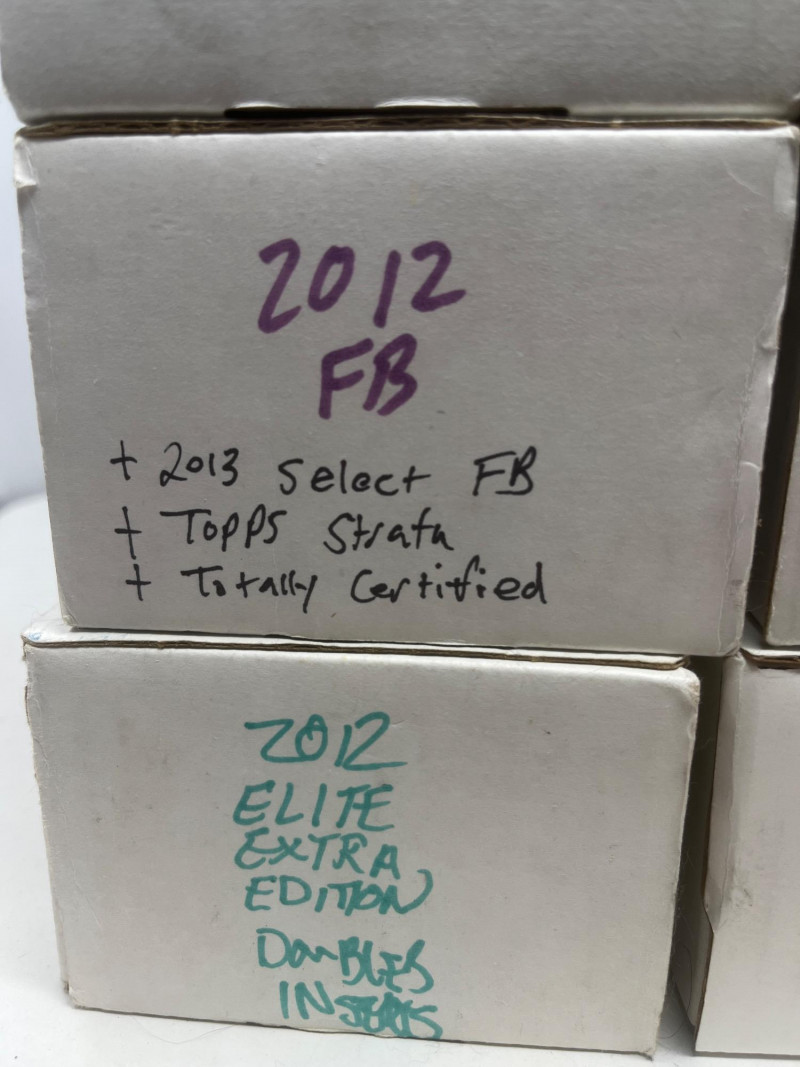 2012
FB
+ 2013 Select FB
+ Topps Strata
+ Totally Certified
2012
ELITE
EXTRA
EDITION
DOUBLES
INSERTS